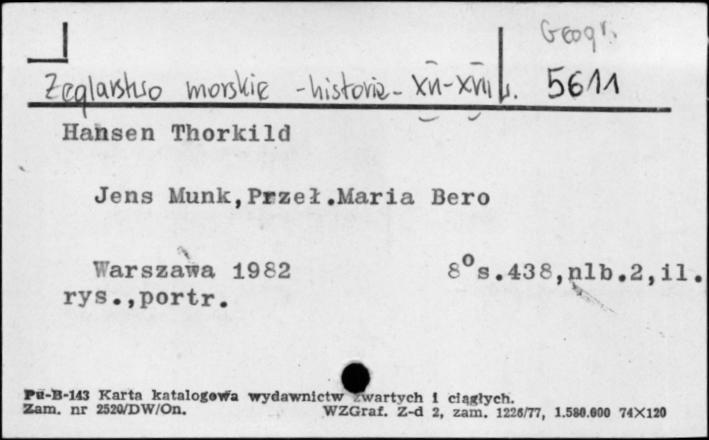 Geogr.
Żeglarstwo morskie - historia - XVI-XVII w. 5611
Hansen Thorkild
Jens Munk,Przeł.Maria Bero
Warszawa 1982 8° s.438,nlb.2,il.
rys.,portr.
Pu-B-143 Karta katalogowa wydawnictw zwartych i ciągłych.
Zam. nr 2520/DW/On. WZGraf. Z-d 2, zam. 1226/77, 1.580.000 74X120